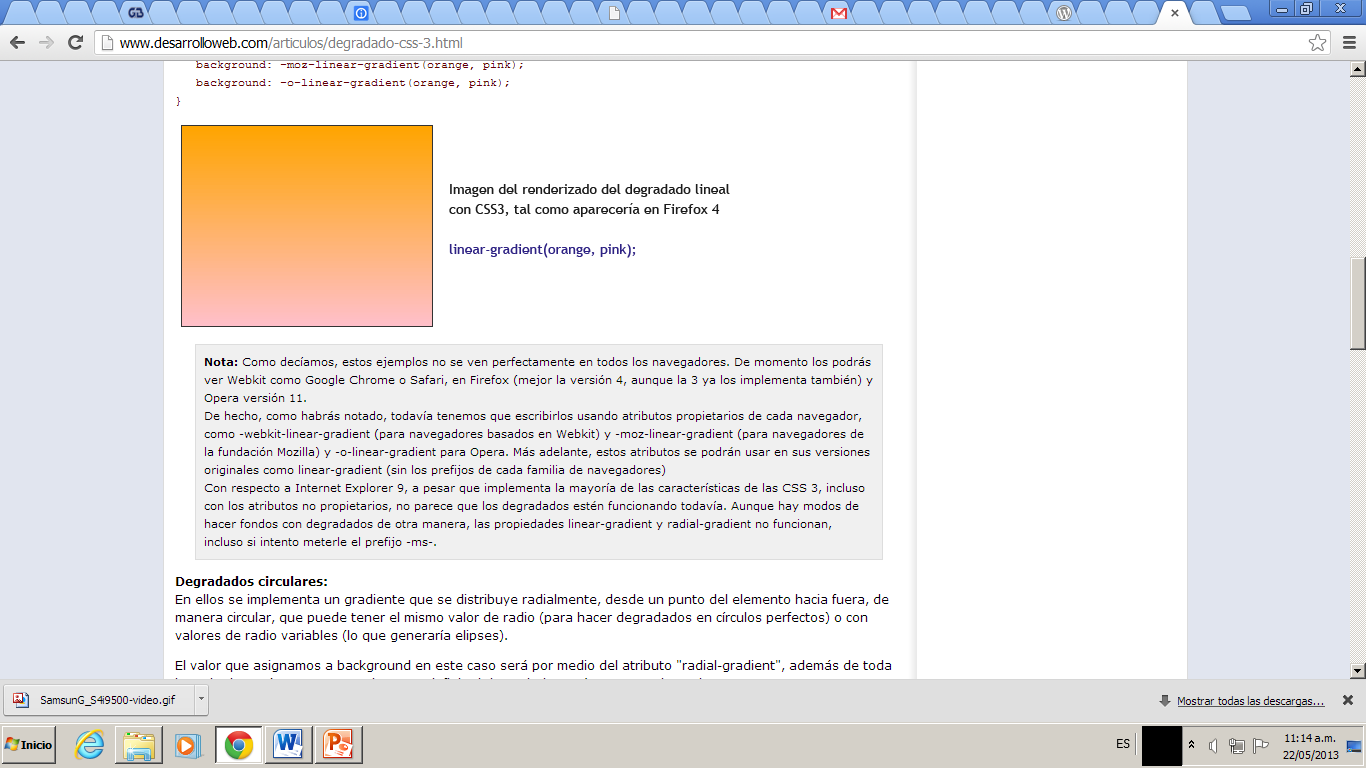 GB
www.desarrolloweb.com/articulos/degradado-css-3.html
background: -moz-linear-gradient(orange, pink);
background: -o-linear-gradient(orange, pink);
}
Imagen del renderizado del degradado lineal
con CSS3, tal como aparecería en Firefox 4
linear-gradient(orange, pink);
Nota: Como decíamos, estos ejemplos no se ven perfectamente en todos los navegadores. De momento los podrás
ver Webkit como Google Chrome o Safari, en Firefox (mejor la versión 4, aunque la 3 ya los implementa también) y
Opera versión 11.
De hecho, como habrás notado, todavía tenemos que escribirlos usando atributos propietarios de cada navegador,
como -webkit-linear-gradient (para navegadores basados en Webkit) y -moz-linear-gradient (para navegadores de
la fundación Mozilla) y -o-linear-gradient para Opera. Más adelante, estos atributos se podrán usar en sus versiones
originales como linear-gradient (sin los prefijos de cada familia de navegadores)
Con respecto a Internet Explorer 9, a pesar que implementa la mayoría de las características de las CSS 3, incluso
con los atributos no propietarios, no parece que los degradados estén funcionando todavía. Aunque hay modos de
hacer fondos con degradados de otra manera, las propiedades linear-gradient y radial-gradient no funcionan,
incluso si intento meterle el prefijo -ms-.
Degradados circulares:
En ellos se implementa un gradiente que se distribuye radialmente, desde un punto del elemento hacia fuera, de
manera circular, que puede tener el mismo valor de radio (para hacer degradados en círculos perfectos) o con
valores de radio variables (lo que generaría elipses).
El valor que asignamos a background en este caso será por medio del atributo "radial-gradient", además de toda
SamsunG_S4i9500-video.gif
Mostrar todas las descargas...
Inicio
ES
11:14 a.m.
22/05/2013